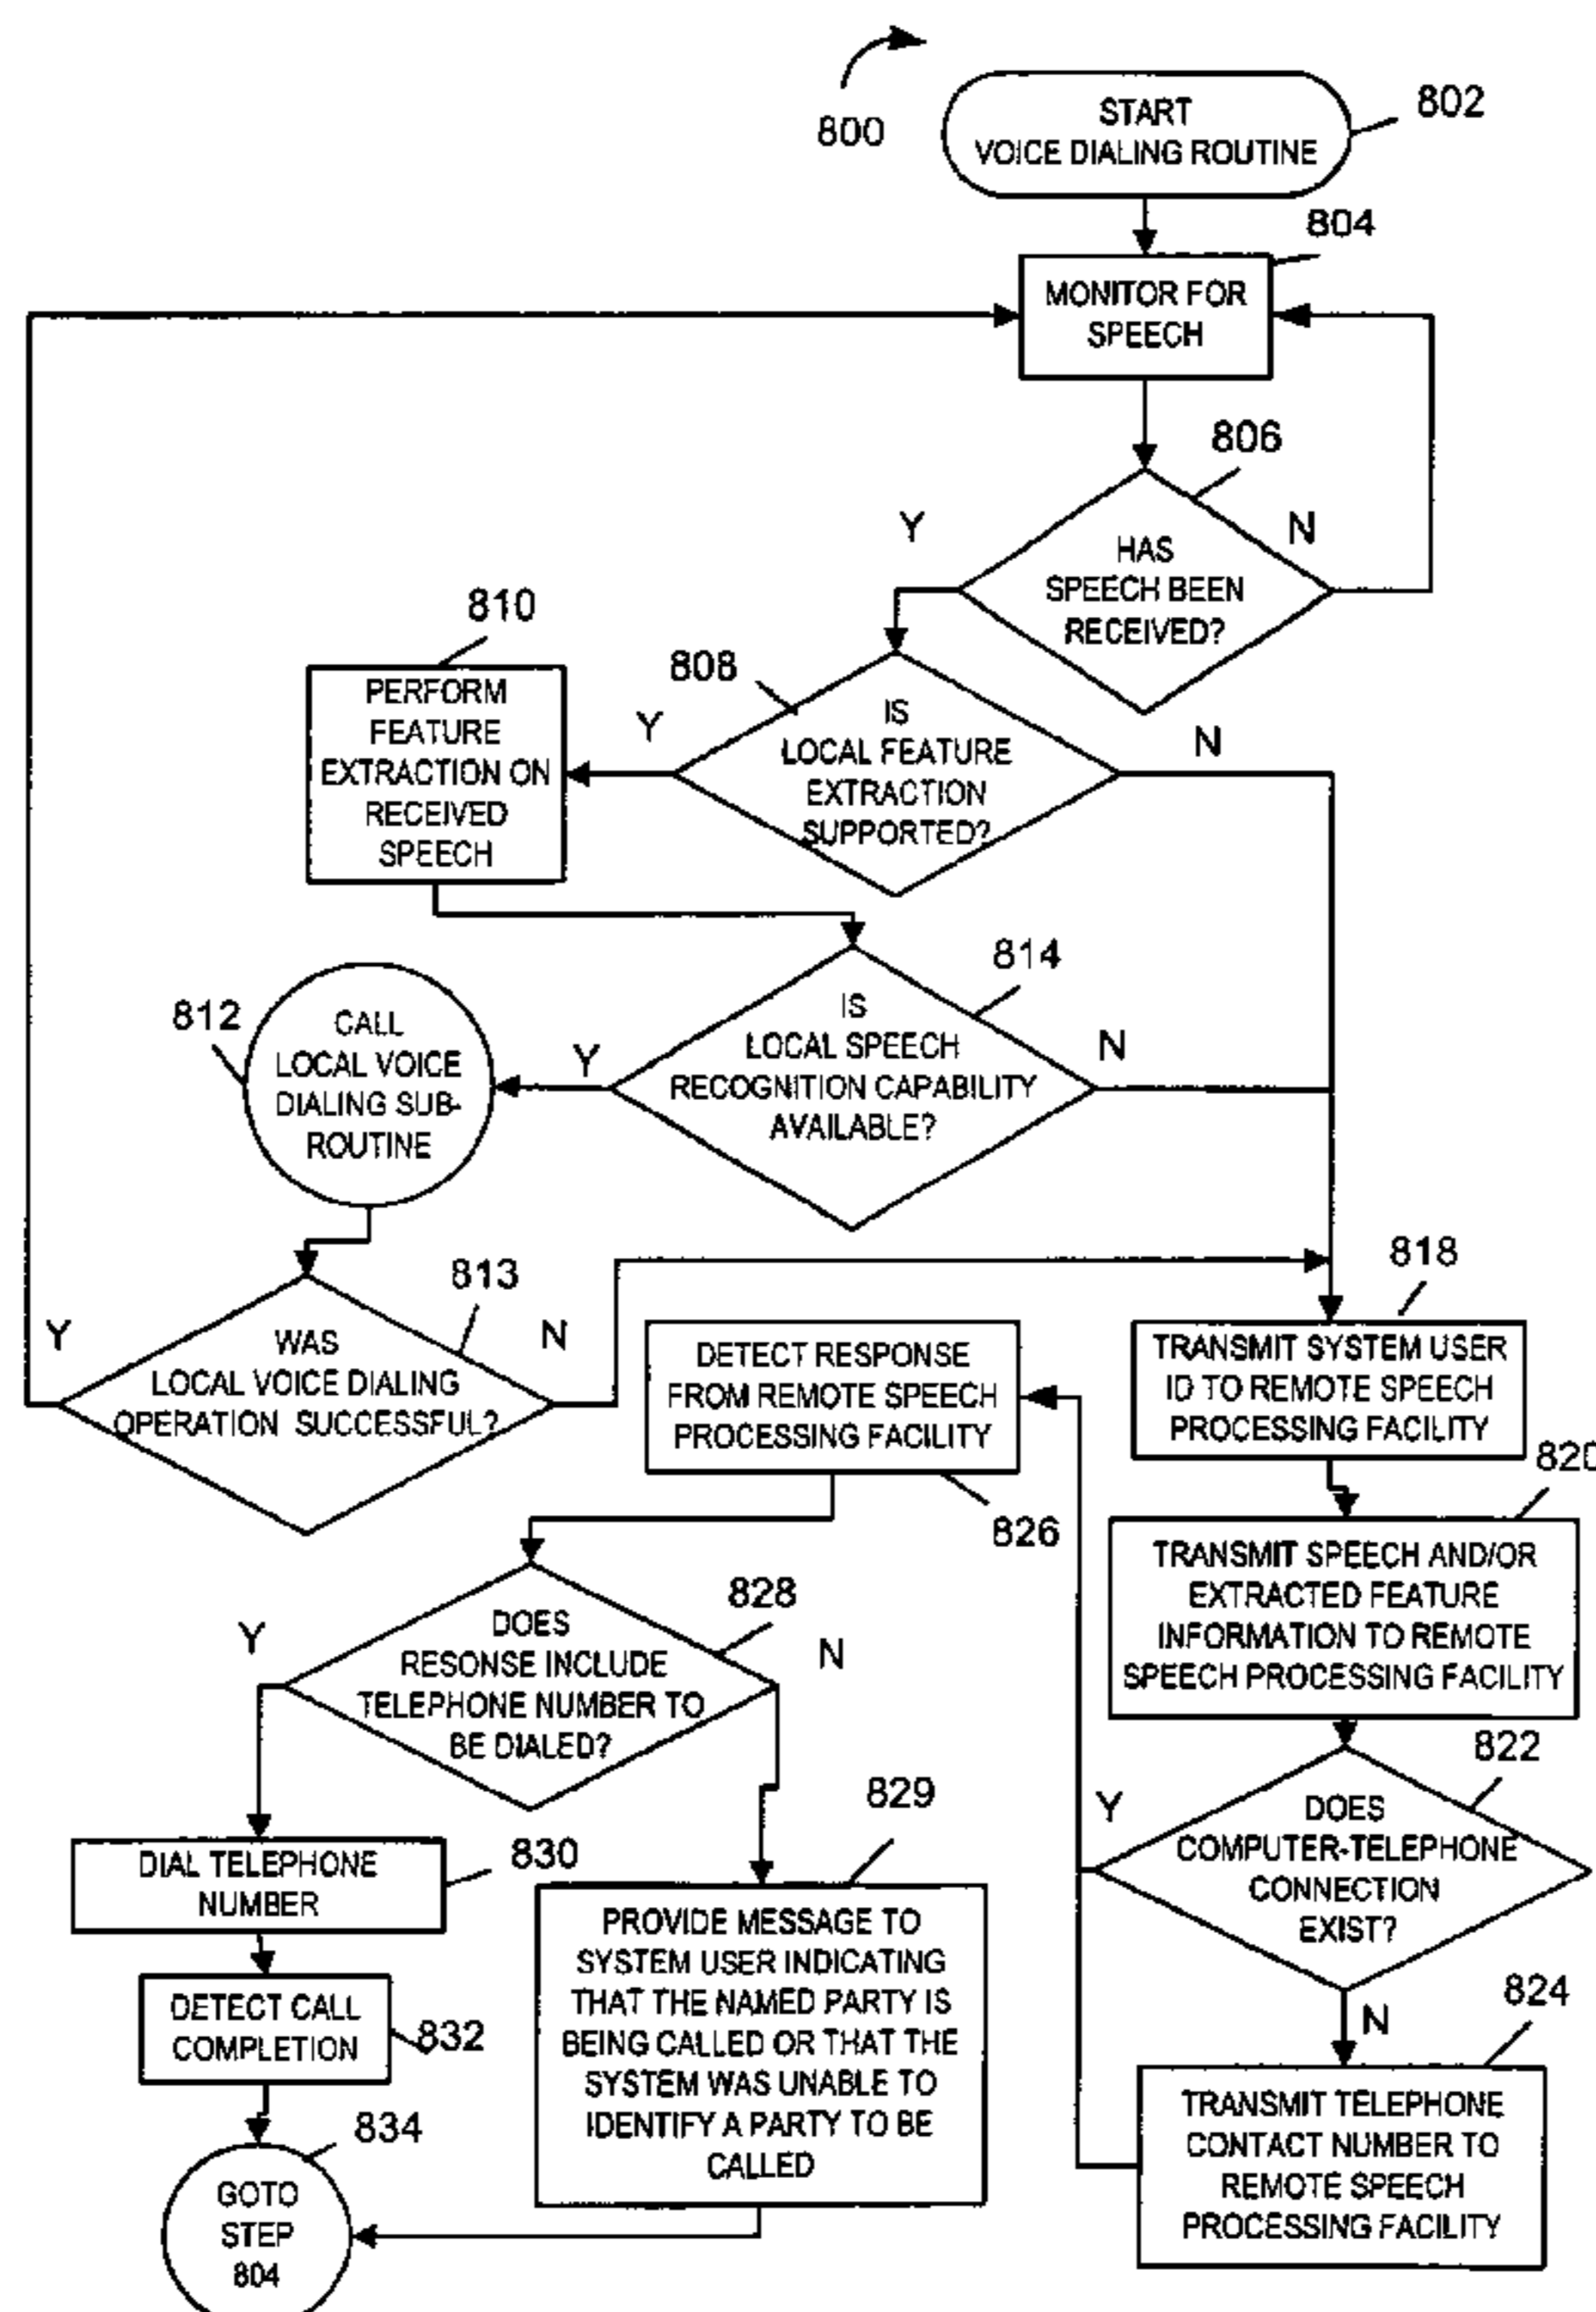 800
START
VOICE DIALING ROUTINE
802
804
MONITOR FOR
SPEECH
806
Y
N
HAS
SPEECH BEEN
RECEIVED?
810
PERFORM
FEATURE
EXTRACTION ON
RECEIVED
SPEECH
808
Y
N
IS
LOCAL FEATURE
EXTRACTION
SUPPORTED?
814
IS
LOCAL SPEECH
RECOGNITION CAPABILITY
AVAILABLE?
Y
N
812
CALL
LOCAL VOICE
DIALING SUB-
ROUTINE
813
Y
N
WAS
LOCAL VOICE DIALING
OPERATION SUCCESSFUL?
818
TRANSMIT SYSTEM USER
ID TO REMOTE SPEECH
PROCESSING FACILITY
820
TRANSMIT SPEECH AND/OR
EXTRACTED FEATURE
INFORMATION TO REMOTE
SPEECH PROCESSING FACILITY
822
Y
DOES
COMPUTER-TELEPHONE
CONNECTION
EXIST?
N
824
TRANSMIT TELEPHONE
CONTACT NUMBER TO
REMOTE SPEECH
PROCESSING FACILITY
DETECT RESPONSE
FROM REMOTE SPEECH
PROCESSING FACILITY
826
828
Y
N
DOES
RESONSE INCLUDE
TELEPHONE NUMBER TO
BE DIALED?
829
PROVIDE MESSAGE TO
SYSTEM USER INDICATING
THAT THE NAMED PARTY IS
BEING CALLED OR THAT THE
SYSTEM WAS UNABLE TO
IDENTIFY A PARTY TO BE
CALLED
DIAL TELEPHONE
NUMBER
830
DETECT CALL
COMPLETION
832
834
GOTO
STEP
804